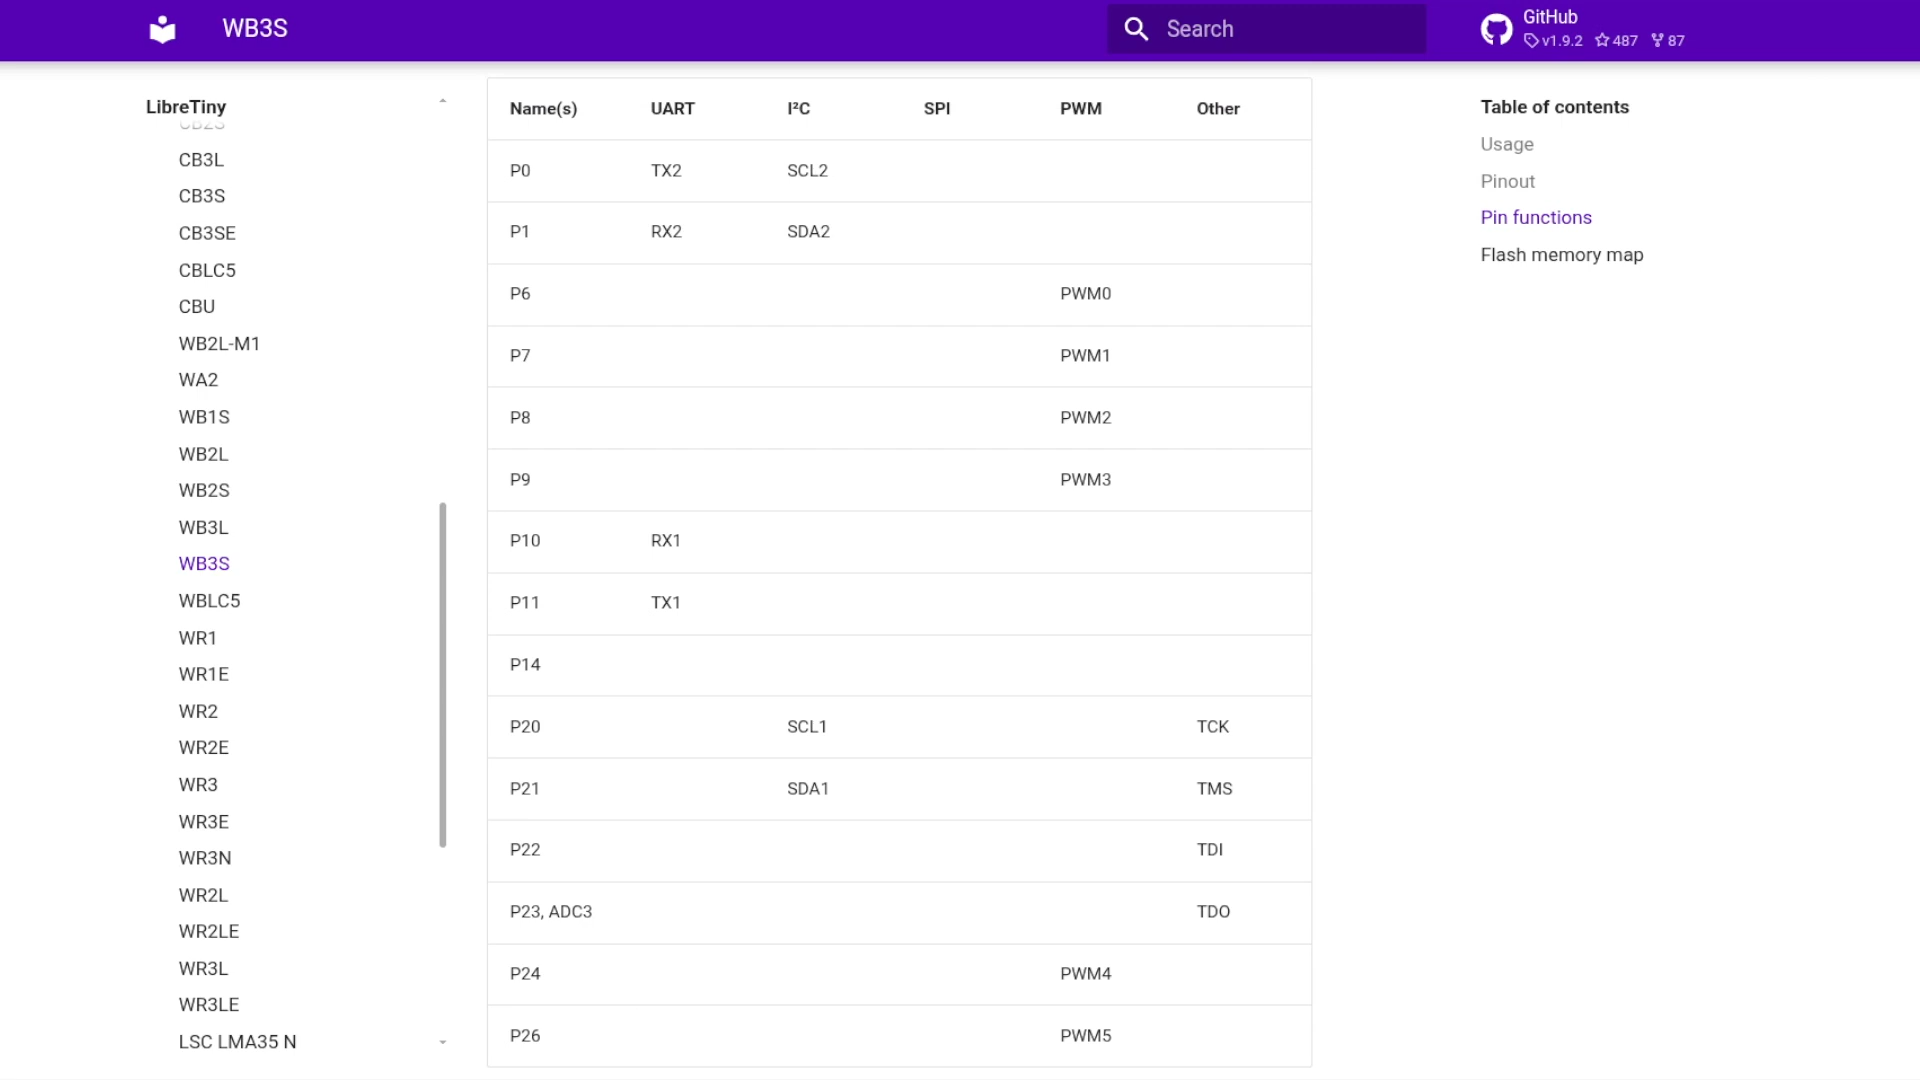 WB3S
Search
GitHub
v1.9.2 487 87
LibreTiny
CB2S
CB3L
CB3S
CB3SE
CBLC5
CBU
WB2L-M1
WA2
WB1S
WB2L
WB2S
WB3L
WB3S
WBLC5
WR1
WR1E
WR2
WR2E
WR3
WR3E
WR3N
WR2L
WR2LE
WR3L
WR3LE
LSC LMA35 N
Name(s) UART I²C SPI PWM Other
P0 TX2 SCL2
P1 RX2 SDA2
P6 PWM0
P7 PWM1
P8 PWM2
P9 PWM3
P10 RX1
P11 TX1
P14
P20 SCL1 TCK
P21 SDA1 TMS
P22 TDI
P23, ADC3 TDO
P24 PWM4
P26 PWM5
Table of contents
Usage
Pinout
Pin functions
Flash memory map